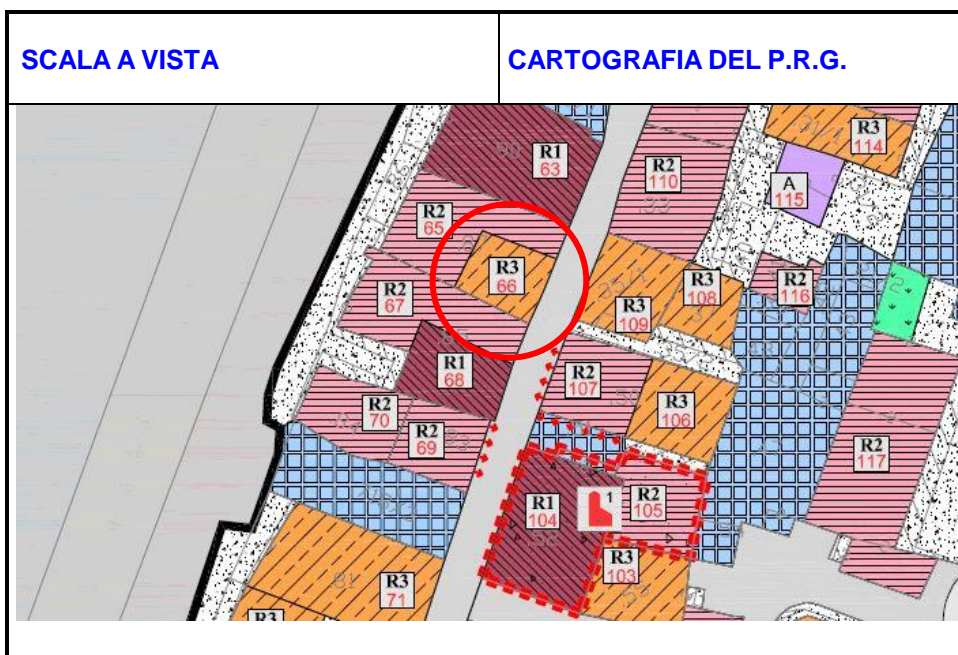 SCALA A VISTA
CARTOGRAFIA DEL P.R.G.
R3
114
R1
63
R2
110
A
115
R2
65
R3
66
R2
67
R3
108
R2
116
R3
109
R1
68
R2
107
R2
70
R3
106
R2
69
R2
117
R1
104
1
R2
105
R3
103
R3
71
R3